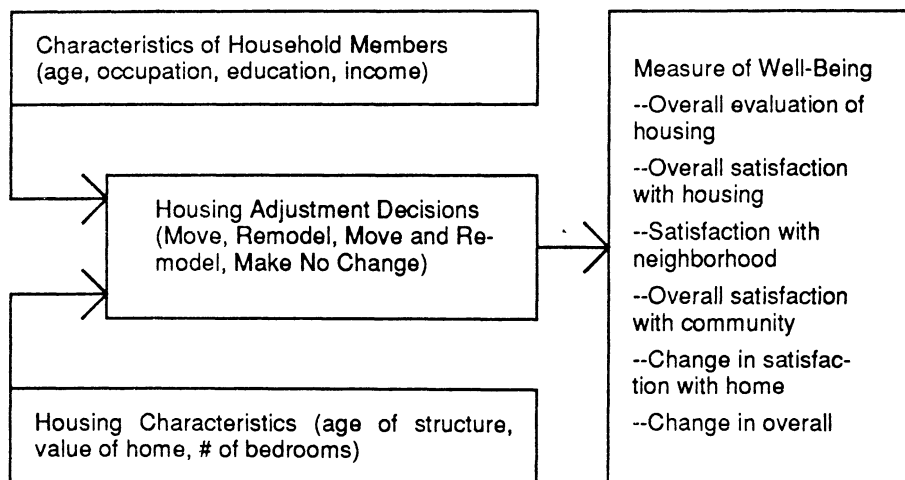 Characteristics of Household Members
(age, occupation, education, income)
Housing Adjustment Decisions
(Move, Remodel, Move and Re-
model, Make No Change)
Housing Characteristics (age of structure,
value of home, # of bedrooms)
Measure of Well-Being
--Overall evaluation of
housing
--Overall satisfaction
with housing
--Satisfaction with
neighborhood
--Overall satisfaction
with community
--Change in satisfac-
tion with home
--Change in overall